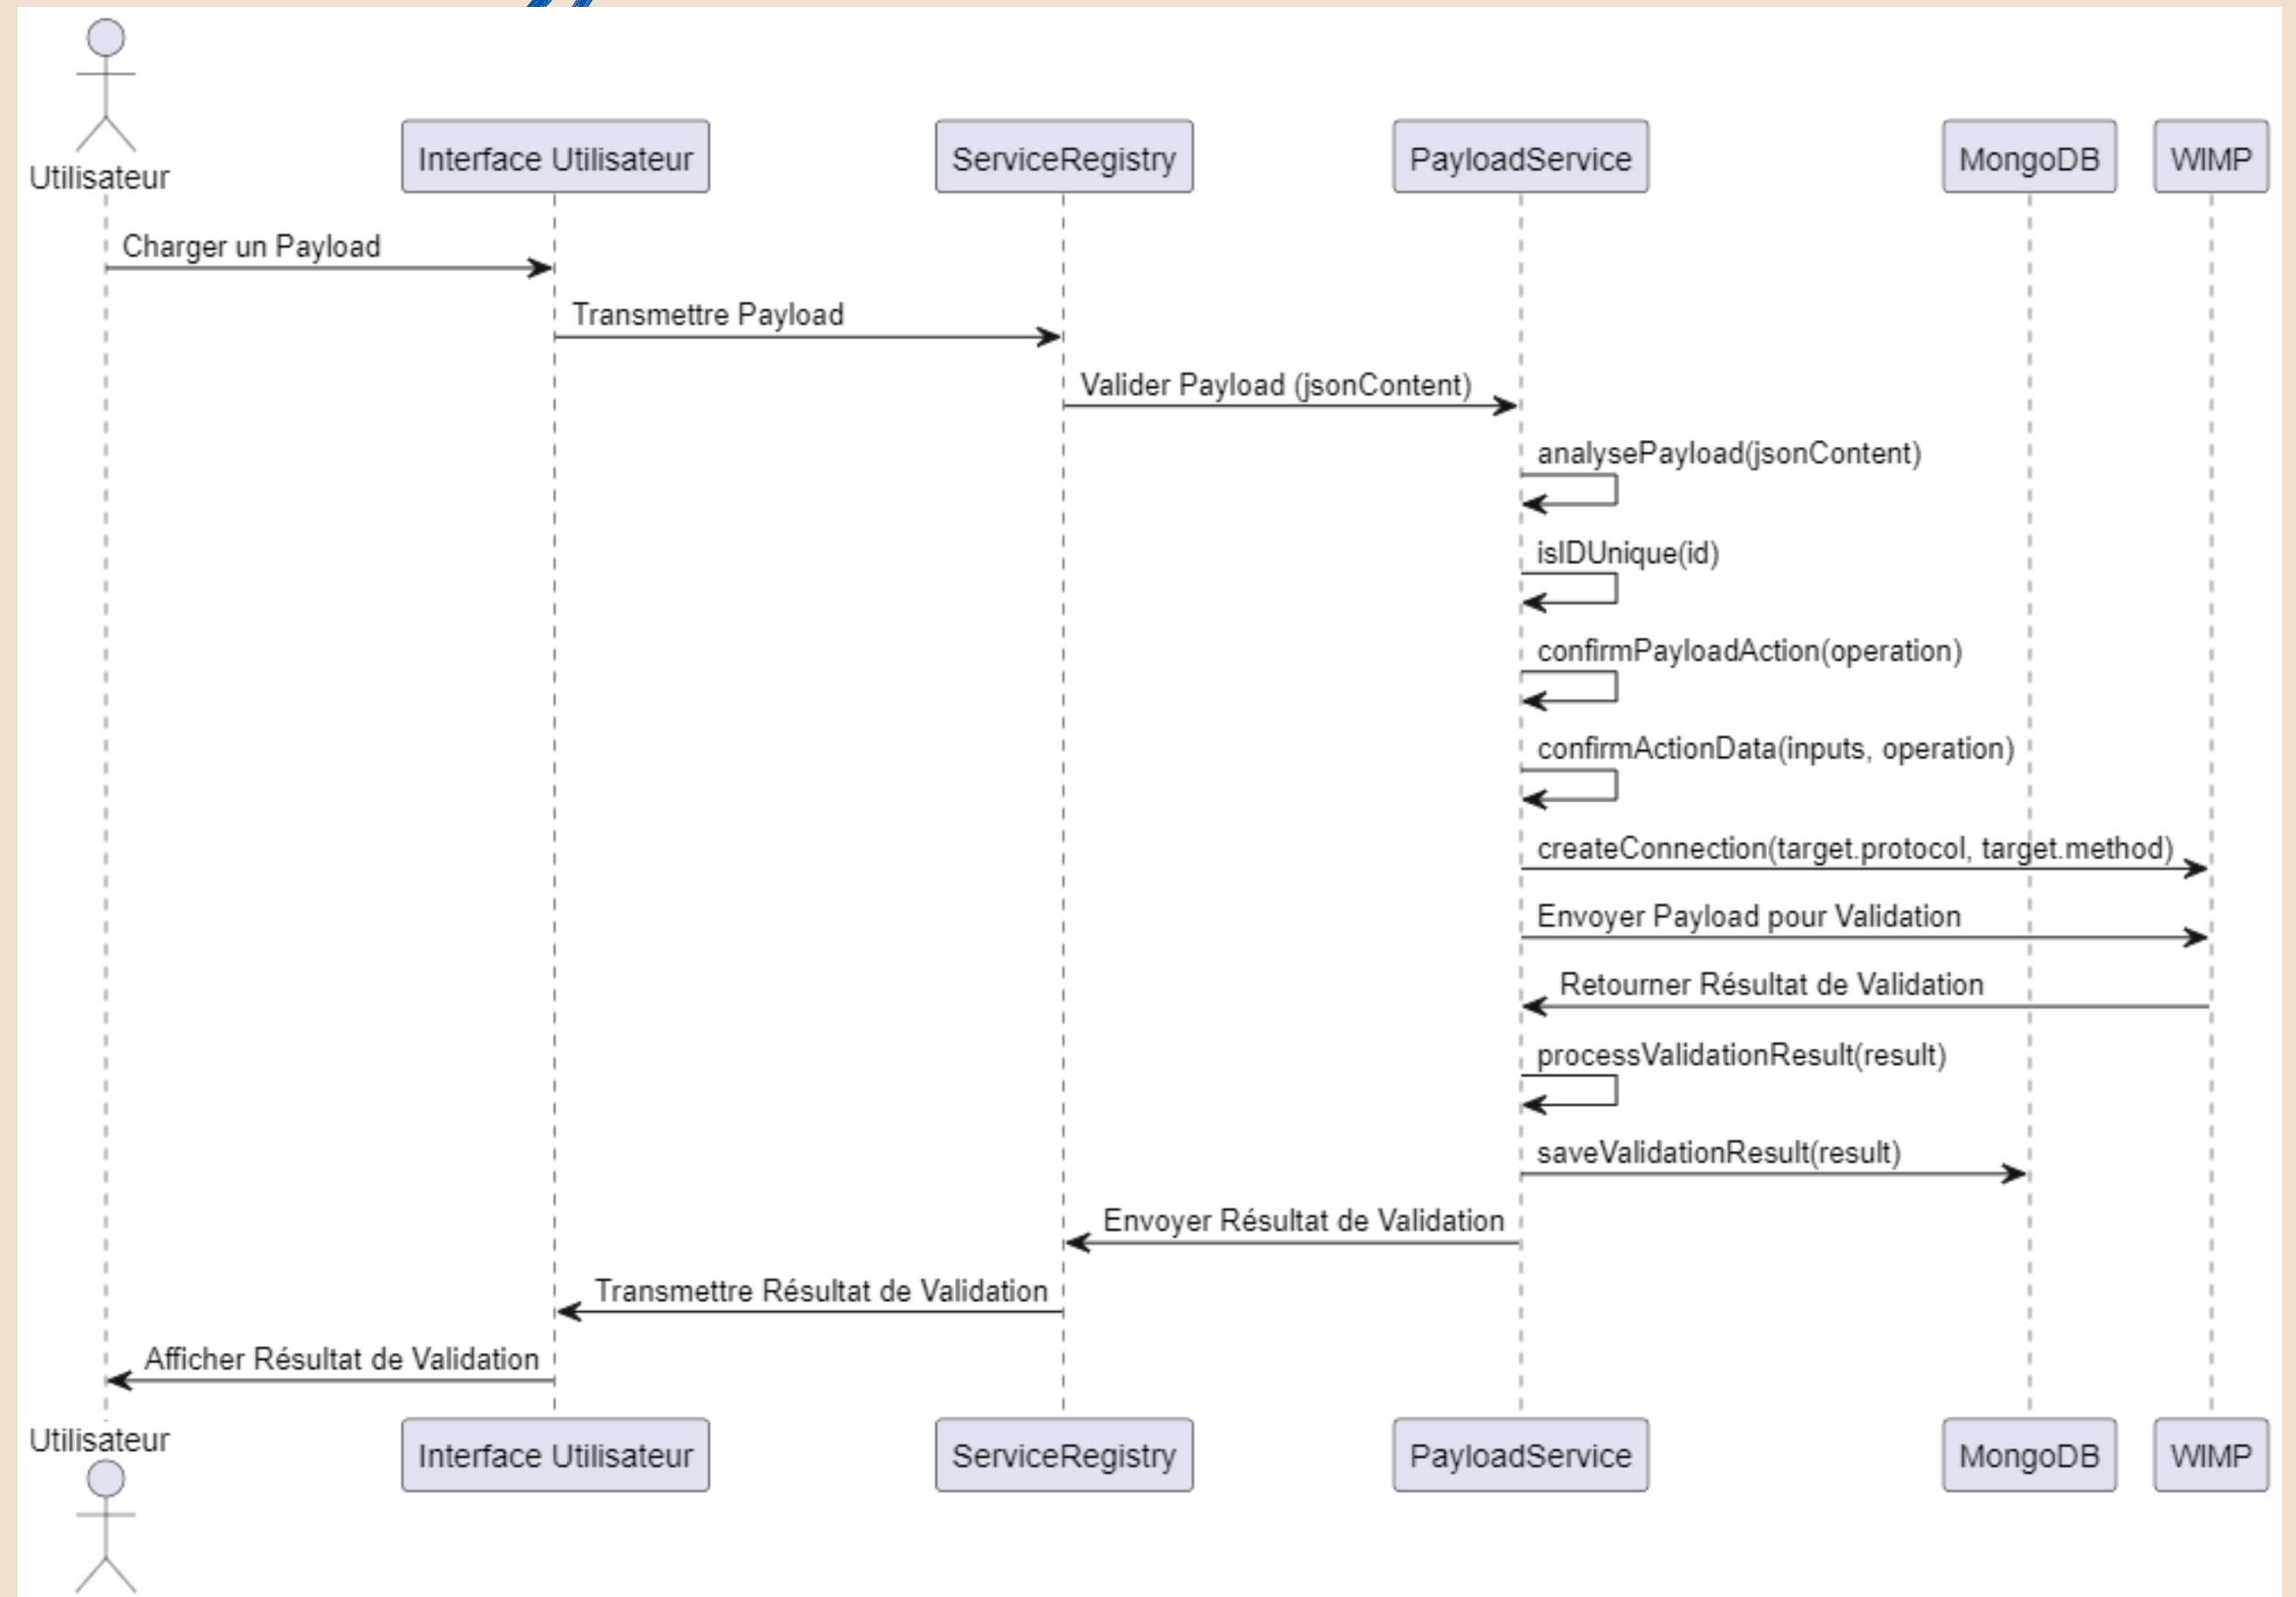 Utilisateur
Interface Utilisateur
ServiceRegistry
PayloadService
MongoDB
WIMP
Charger un Payload
Transmettre Payload
Valider Payload (jsonContent)
analysePayload(jsonContent)
isIDUnique(id)
confirmPayloadAction(operation)
confirmActionData(inputs, operation)
createConnection(target.protocol, target.method)
Envoyer Payload pour Validation
Retourner Résultat de Validation
processValidationResult(result)
saveValidationResult(result)
Envoyer Résultat de Validation
Transmettre Résultat de Validation
Afficher Résultat de Validation
Utilisateur
Interface Utilisateur
ServiceRegistry
PayloadService
MongoDB
WIMP